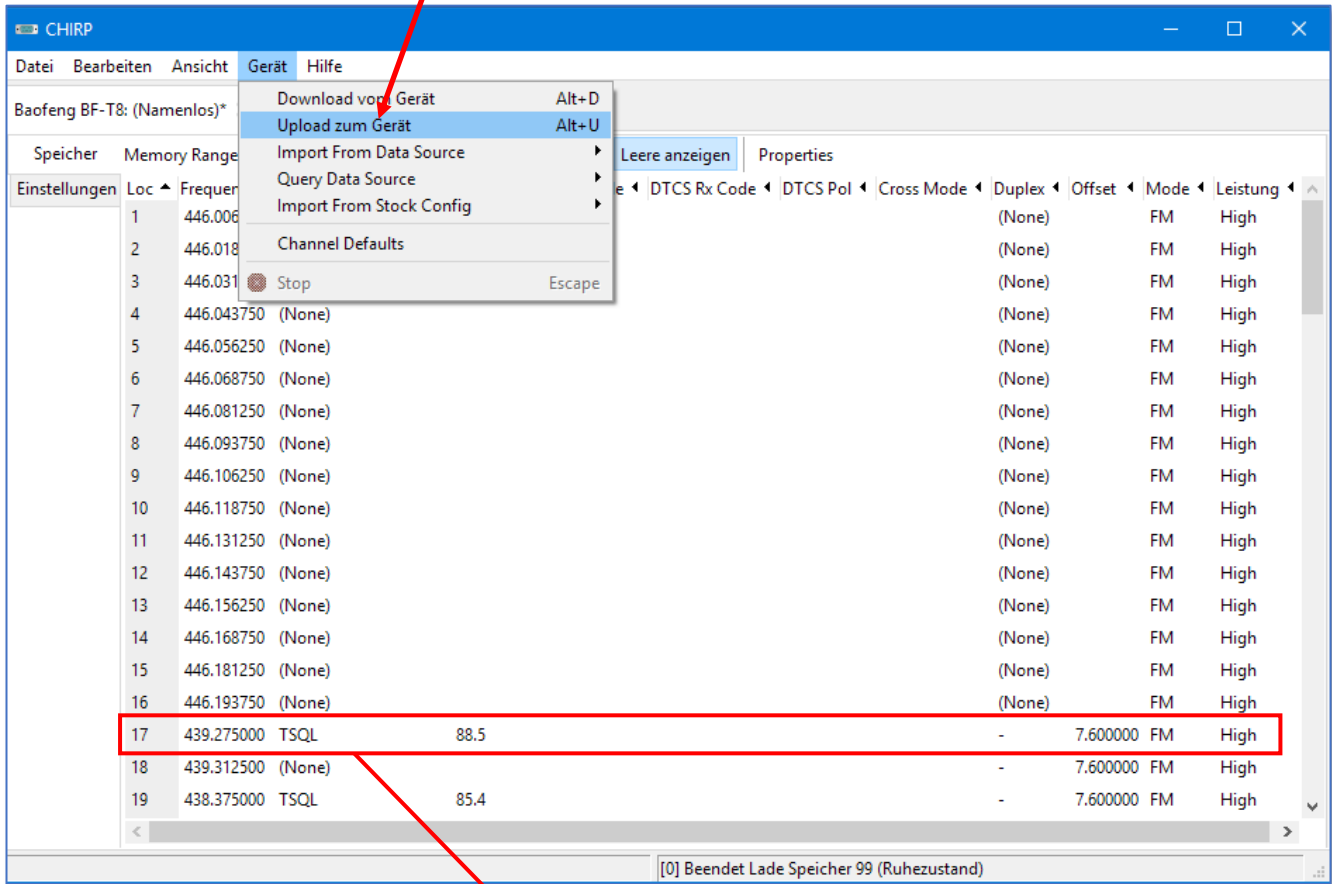 CHIRP
Datei Bearbeiten Ansicht Gerät Hilfe
Baofeng BF-T8: (Namenlos)*
Download vom Gerät Alt+D
Upload zum Gerät Alt+U
Import From Data Source
Query Data Source
Import From Stock Config
Channel Defaults
Stop Escape
Speicher Memory Range Leere anzeigen Properties
Einstellungen Loc Frequen e DTCS Rx Code DTCS Pol Cross Mode Duplex Offset Mode Leistung
1 446.006 (None) FM High
2 446.018 (None) FM High
3 446.031 (None) FM High
4 446.043750 (None) (None) FM High
5 446.056250 (None) (None) FM High
6 446.068750 (None) (None) FM High
7 446.081250 (None) (None) FM High
8 446.093750 (None) (None) FM High
9 446.106250 (None) (None) FM High
10 446.118750 (None) (None) FM High
11 446.131250 (None) (None) FM High
12 446.143750 (None) (None) FM High
13 446.156250 (None) (None) FM High
14 446.168750 (None) (None) FM High
15 446.181250 (None) (None) FM High
16 446.193750 (None) (None) FM High
17 439.275000 TSQL 88.5 - 7.600000 FM High
18 439.312500 (None) - 7.600000 FM High
19 438.375000 TSQL 85.4 - 7.600000 FM High
[0] Beendet Lade Speicher 99 (Ruhezustand)